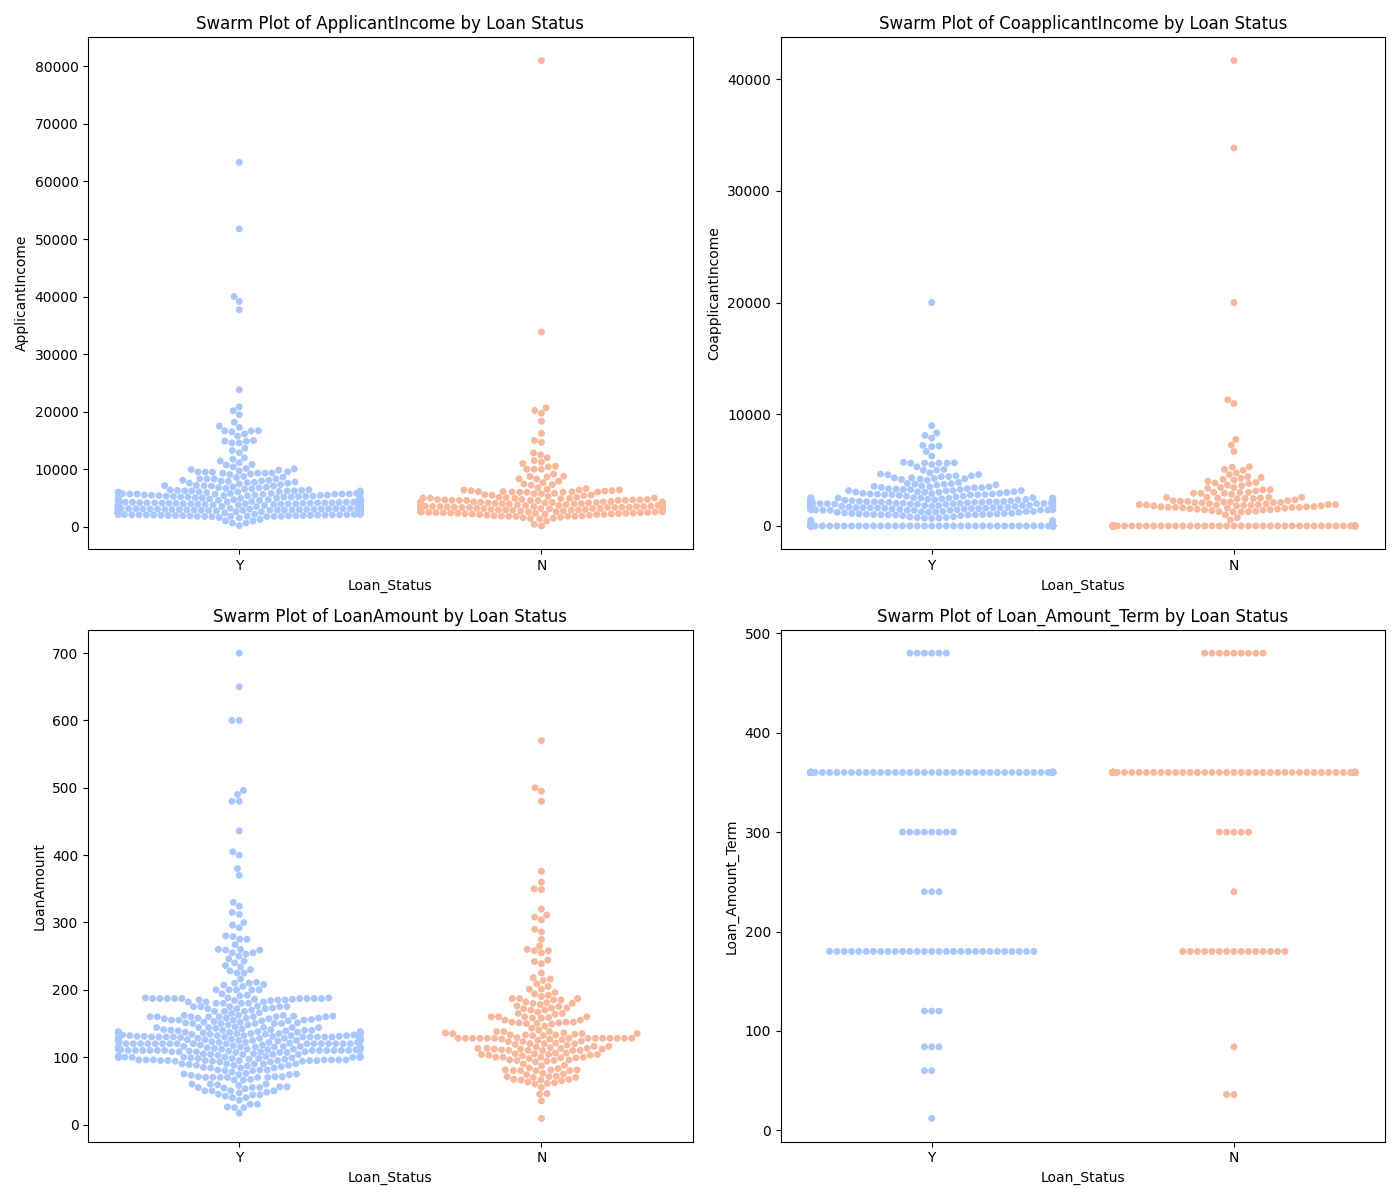 Swarm Plot of ApplicantIncome by Loan Status
80000
70000
60000
50000
40000
30000
20000
10000
0
ApplicantIncome
Y
N
Loan_Status
Swarm Plot of CoapplicantIncome by Loan Status
40000
30000
20000
10000
0
CoapplicantIncome
Y
N
Loan_Status
Swarm Plot of LoanAmount by Loan Status
700
600
500
400
300
200
100
0
LoanAmount
Y
N
Loan_Status
Swarm Plot of Loan_Amount_Term by Loan Status
500
400
300
200
100
0
Loan_Amount_Term
Y
N
Loan_Status